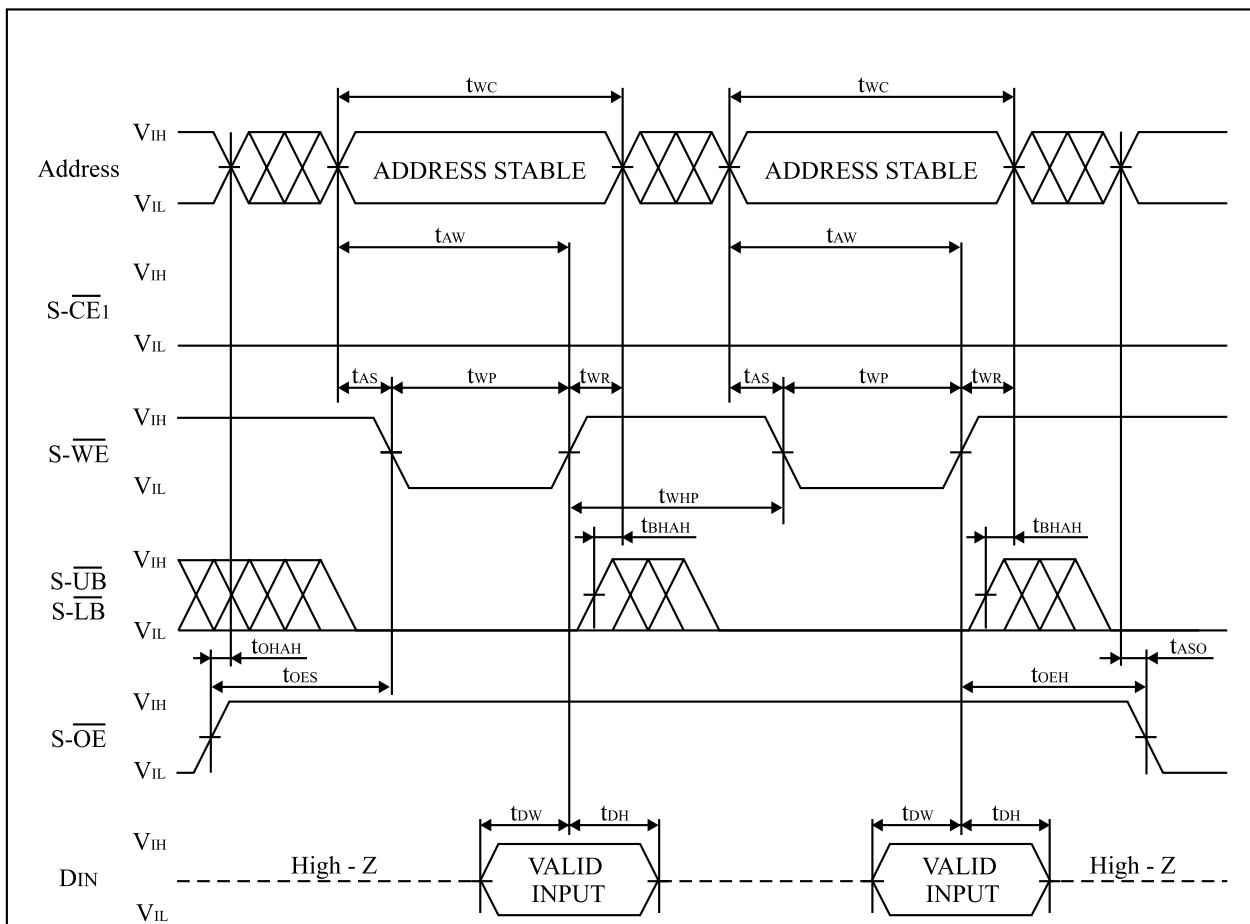 tWC tWC
VIH
Address ADDRESS STABLE ADDRESS STABLE
VIL
tAW tAW
VIH
S-CE1
VIL
tAS tWP tWR tAS tWP tWR
VIH
S-WE
VIL
tWHP
tBHAH tBHAH
VIH
S-UB
S-LB
VIL
tOHAH tASO
tOES tOEH
VIH
S-OE
VIL
tDW tDH tDW tDH
VIH
High - Z VALID VALID High - Z
DIN INPUT INPUT
VIL